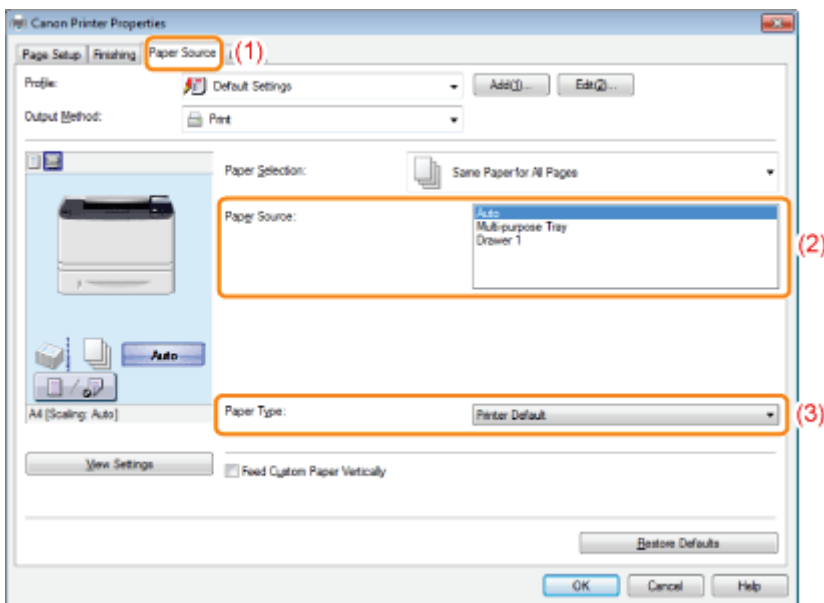 Canon Printer Properties
Page Setup Finishing Paper Source (1)
Profile: Default Settings Add(1)... Edit(2)...
Output Method: Print
Paper Selection: Same Paper for All Pages
Paper Source: Auto
Multi-purpose Tray
Drawer 1
(2)
Auto
A4 [Scaling: Auto]
Paper Type: Printer Default (3)
View Settings
Feed Custom Paper Vertically
Restore Defaults
OK Cancel Help